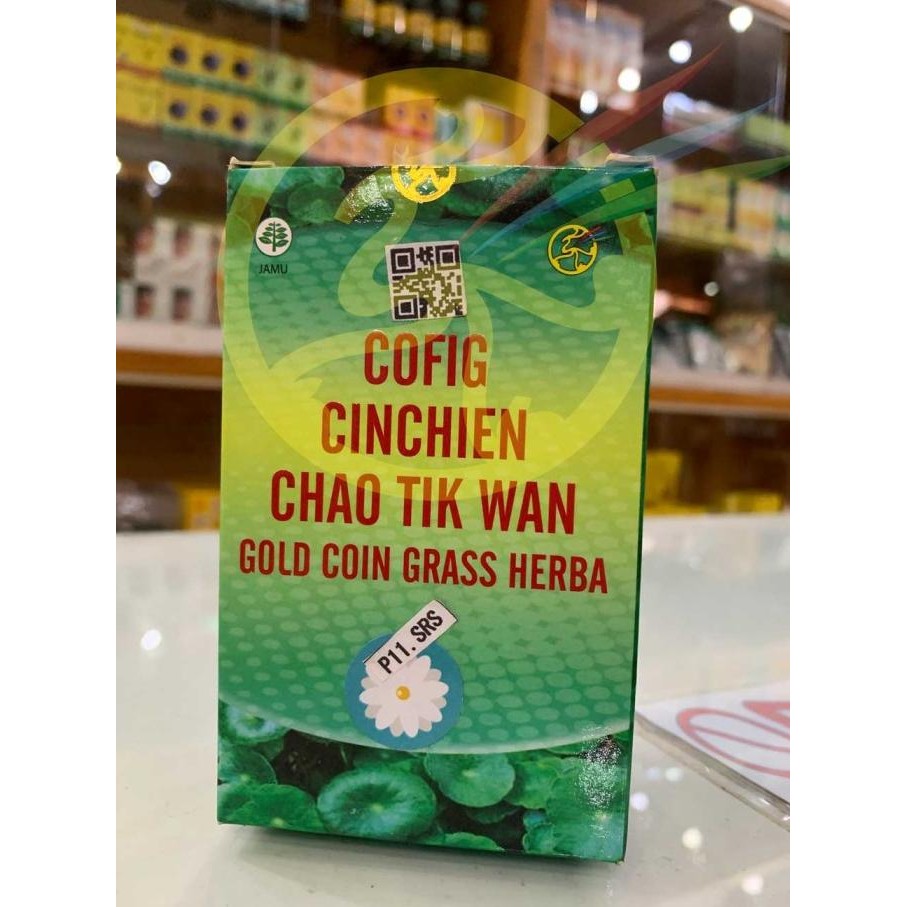 JAMU
COFIG
CINCHIEN
CHAO TIK WAN
GOLD COIN GRASS HERBA
P11. SRS